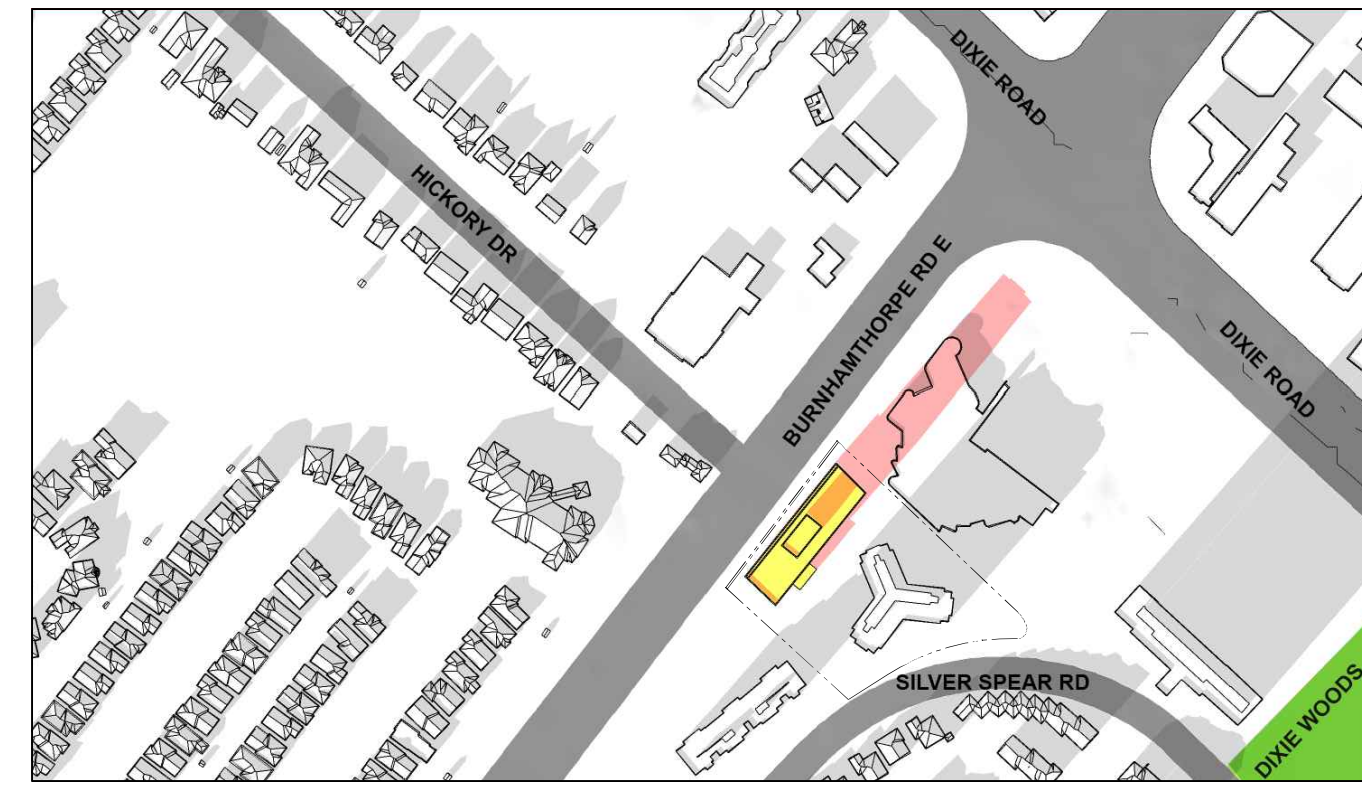 DIXIE ROAD
HICKORY DR
BURNHAMTHORPE RD E
DIXIE ROAD
SILVER SPEAR RD
DIXIE WOODS